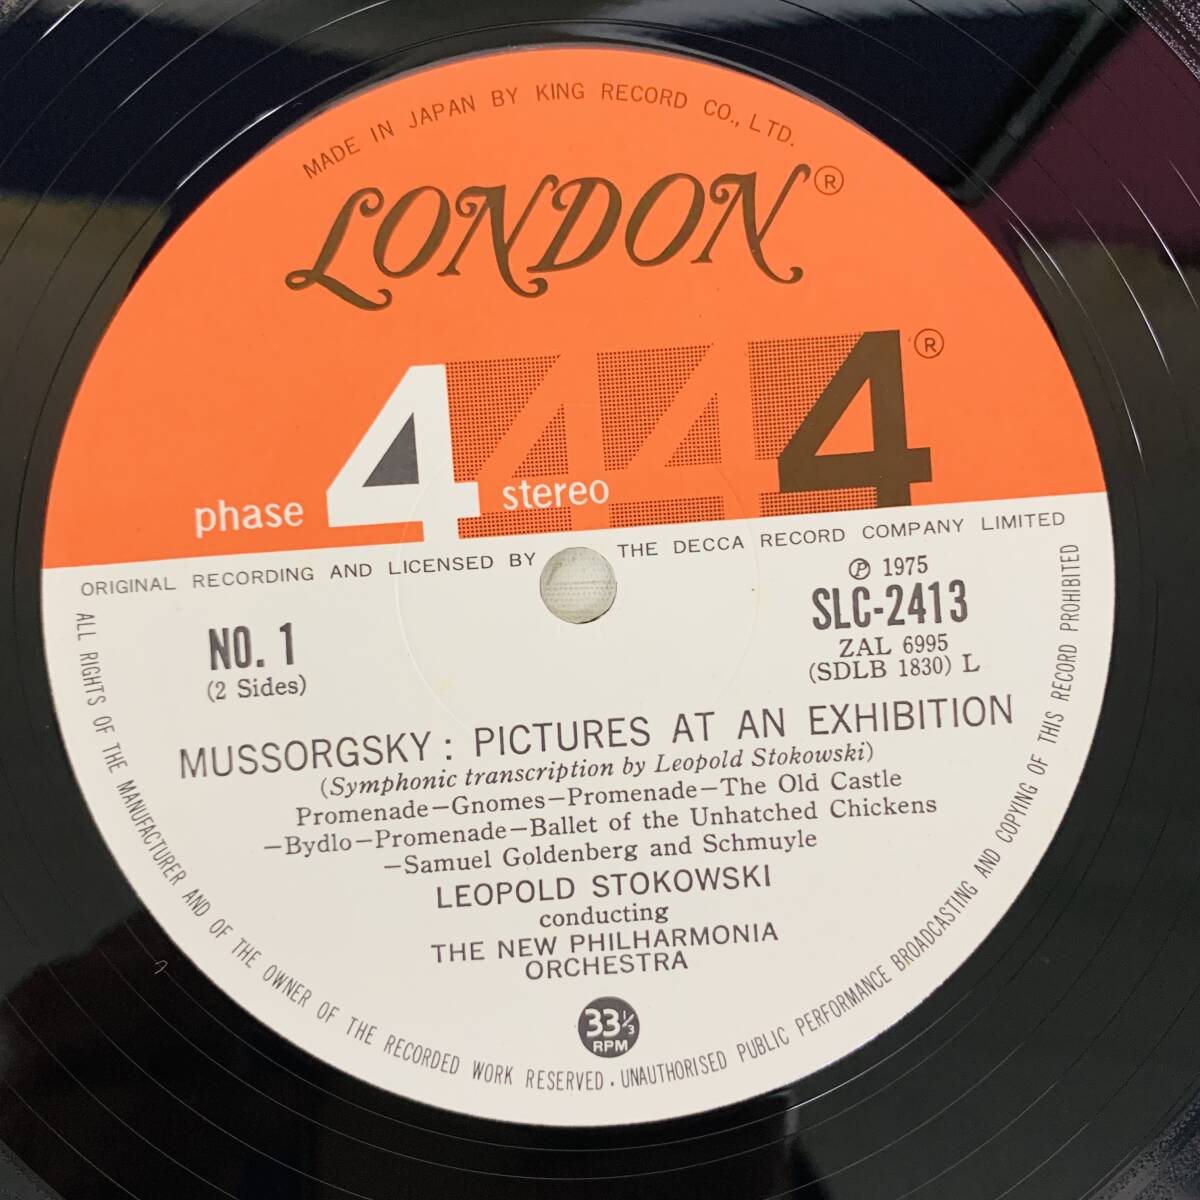 MADE IN JAPAN BY KING RECORD CO., LTD.
LONDON®
phase 4 stereo 4 4 4®
ORIGINAL RECORDING AND LICENSED BY THE DECCA RECORD COMPANY LIMITED
℗ 1975
NO. 1
SLC-2413
(2 Sides)
ZAL 6995
(SDLB 1830) L
MUSSORGSKY: PICTURES AT AN EXHIBITION
(Symphonic transcription by Leopold Stokowski)
Promenade—Gnomes—Promenade—The Old Castle
—Bydlo—Promenade—Ballet of the Unhatched Chickens
—Samuel Goldenberg and Schmuyle
LEOPOLD STOKOWSKI
conducting
THE NEW PHILHARMONIA
ORCHESTRA
33⅓
RPM
ALL RIGHTS OF THE MANUFACTURER AND OF THE OWNER OF THE RECORDED WORK RESERVED. UNAUTHORISED PUBLIC PERFORMANCE BROADCASTING AND COPYING OF THIS RECORD PROHIBITED